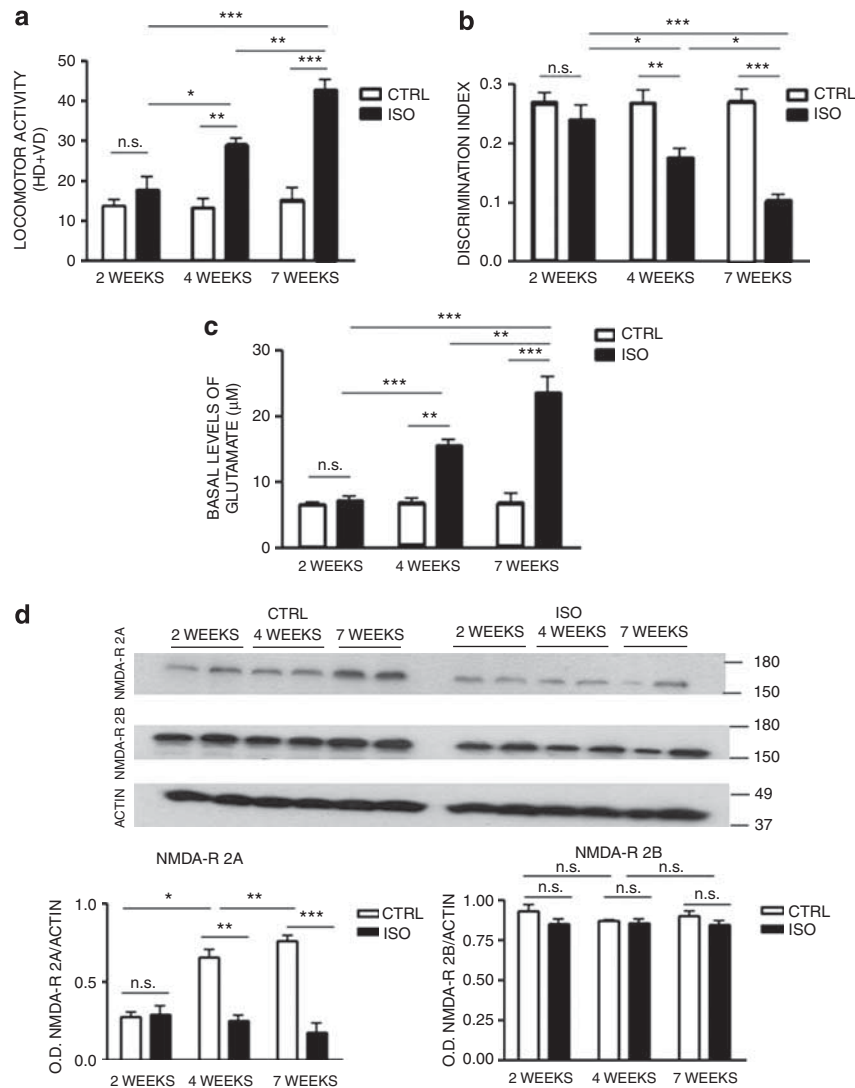 a
***
**
* ***
n.s. **
50
40
30
20
10
0
LOCOMOTOR ACTIVITY
(HD+VD)
CTRL
ISO
2 WEEKS 4 WEEKS 7 WEEKS
b
***
* *
n.s. ** ***
0.3
0.2
0.1
0.0
DISCRIMINATION INDEX
CTRL
ISO
2 WEEKS 4 WEEKS 7 WEEKS
c
***
**
*** ***
n.s. **
30
20
10
0
BASAL LEVELS OF
GLUTAMATE (µM)
CTRL
ISO
2 WEEKS 4 WEEKS 7 WEEKS
d
CTRL ISO
2 WEEKS 4 WEEKS 7 WEEKS 2 WEEKS 4 WEEKS 7 WEEKS
NMDA-R 2A
180
150
NMDA-R 2B
180
150
ACTIN
49
37
NMDA-R 2A
* **
n.s. ** ***
1.0
0.5
0.0
O.D. NMDA-R 2A/ACTIN
CTRL
ISO
2 WEEKS 4 WEEKS 7 WEEKS
NMDA-R 2B
n.s. n.s.
n.s. n.s. n.s.
1.00
0.75
0.50
0.25
0.00
O.D. NMDA-R 2B/ACTIN
CTRL
ISO
2 WEEKS 4 WEEKS 7 WEEKS